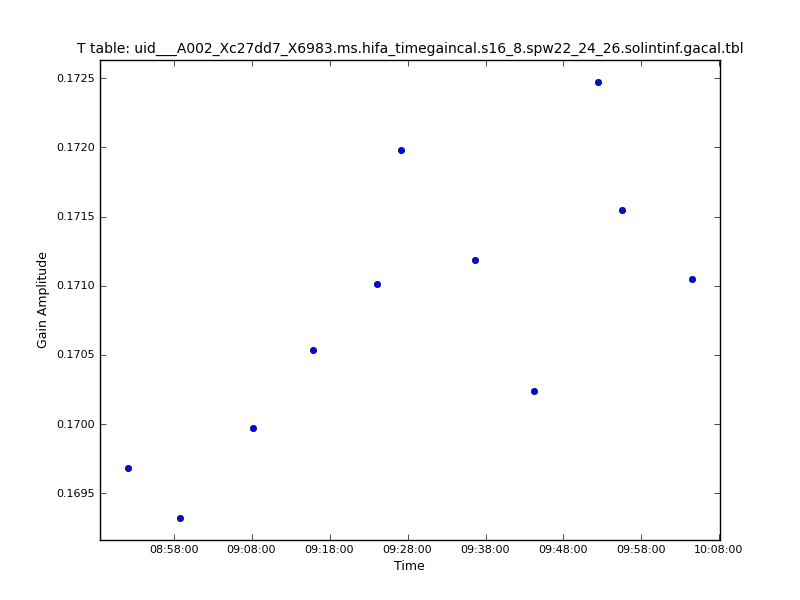 T table: uid___A002_Xc27dd7_X6983.ms.hifa_timegaincal.s16_8.spw22_24_26.solintinf.gacal.tbl
0.1725
0.1720
0.1715
0.1710
0.1705
0.1700
0.1695
Gain Amplitude
08:58:00 09:08:00 09:18:00 09:28:00 09:38:00 09:48:00 09:58:00 10:08:00
Time